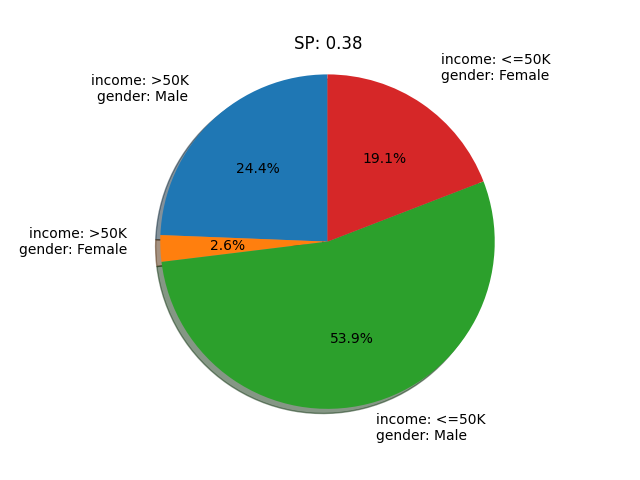 SP: 0.38
income: <=50K
gender: Female
income: >50K
gender: Male
19.1%
24.4%
income: >50K
gender: Female
2.6%
53.9%
income: <=50K
gender: Male